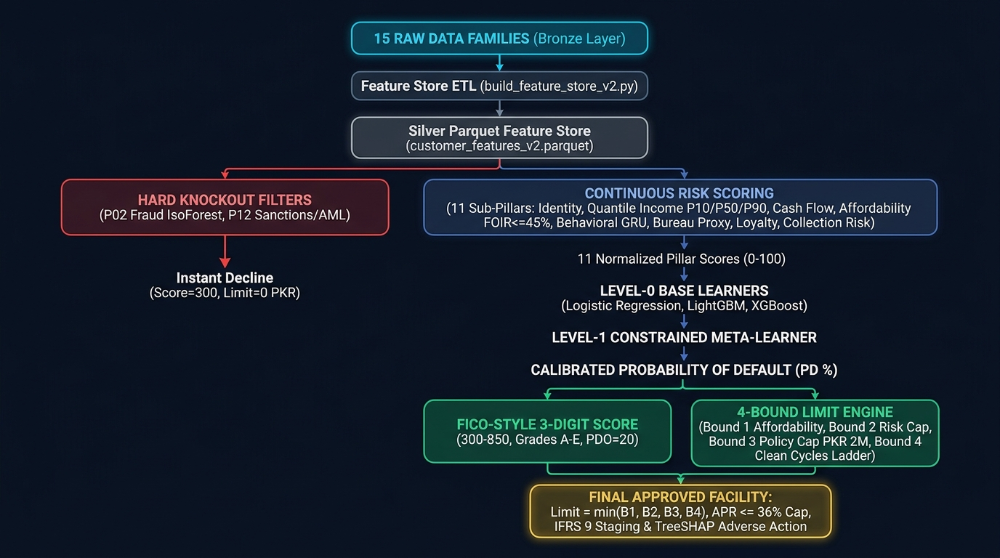 15 RAW DATA FAMILIES (Bronze Layer)
Feature Store ETL (build_feature_store_v2.py)
Silver Parquet Feature Store
(customer_features_v2.parquet)
HARD KNOCKOUT FILTERS
(P02 Fraud IsoForest, P12 Sanctions/AML)
Instant Decline
(Score=300, Limit=0 PKR)
CONTINUOUS RISK SCORING
(11 Sub-Pillars: Identity, Quantile Income P10/P50/P90, Cash Flow, Affordability
FOIR<=45%, Behavioral GRU, Bureau Proxy, Loyalty, Collection Risk)
11 Normalized Pillar Scores (0-100)
LEVEL-0 BASE LEARNERS
(Logistic Regression, LightGBM, XGBoost)
LEVEL-1 CONSTRAINED META-LEARNER
CALIBRATED PROBABILITY OF DEFAULT (PD %)
FICO-STYLE 3-DIGIT SCORE
(300-850, Grades A-E, PDO=20)
4-BOUND LIMIT ENGINE
(Bound 1 Affordability, Bound 2 Risk Cap,
Bound 3 Policy Cap PKR 2M, Bound 4
Clean Cycles Ladder)
FINAL APPROVED FACILITY:
Limit = min(B1, B2, B3, B4), APR <= 36% Cap,
IFRS 9 Staging & TreeSHAP Adverse Action